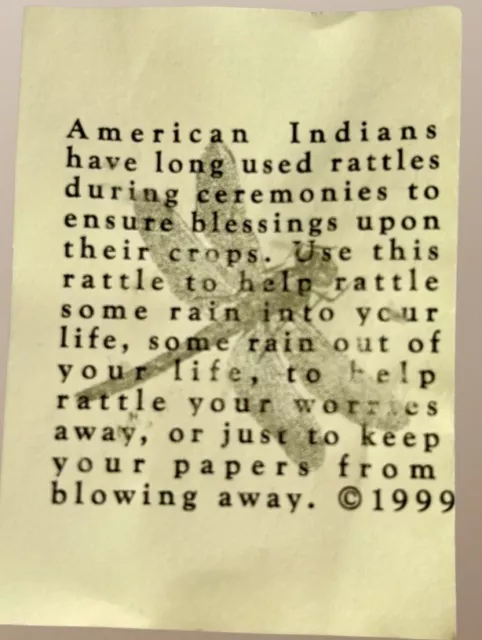 American Indians
have long used rattles
during ceremonies to
ensure blessings upon
their crops. Use this
rattle to help rattle
some rain into your
life, some rain out of
your life, to help
rattle your worries
away, or just to keep
your papers from
blowing away. ©1999